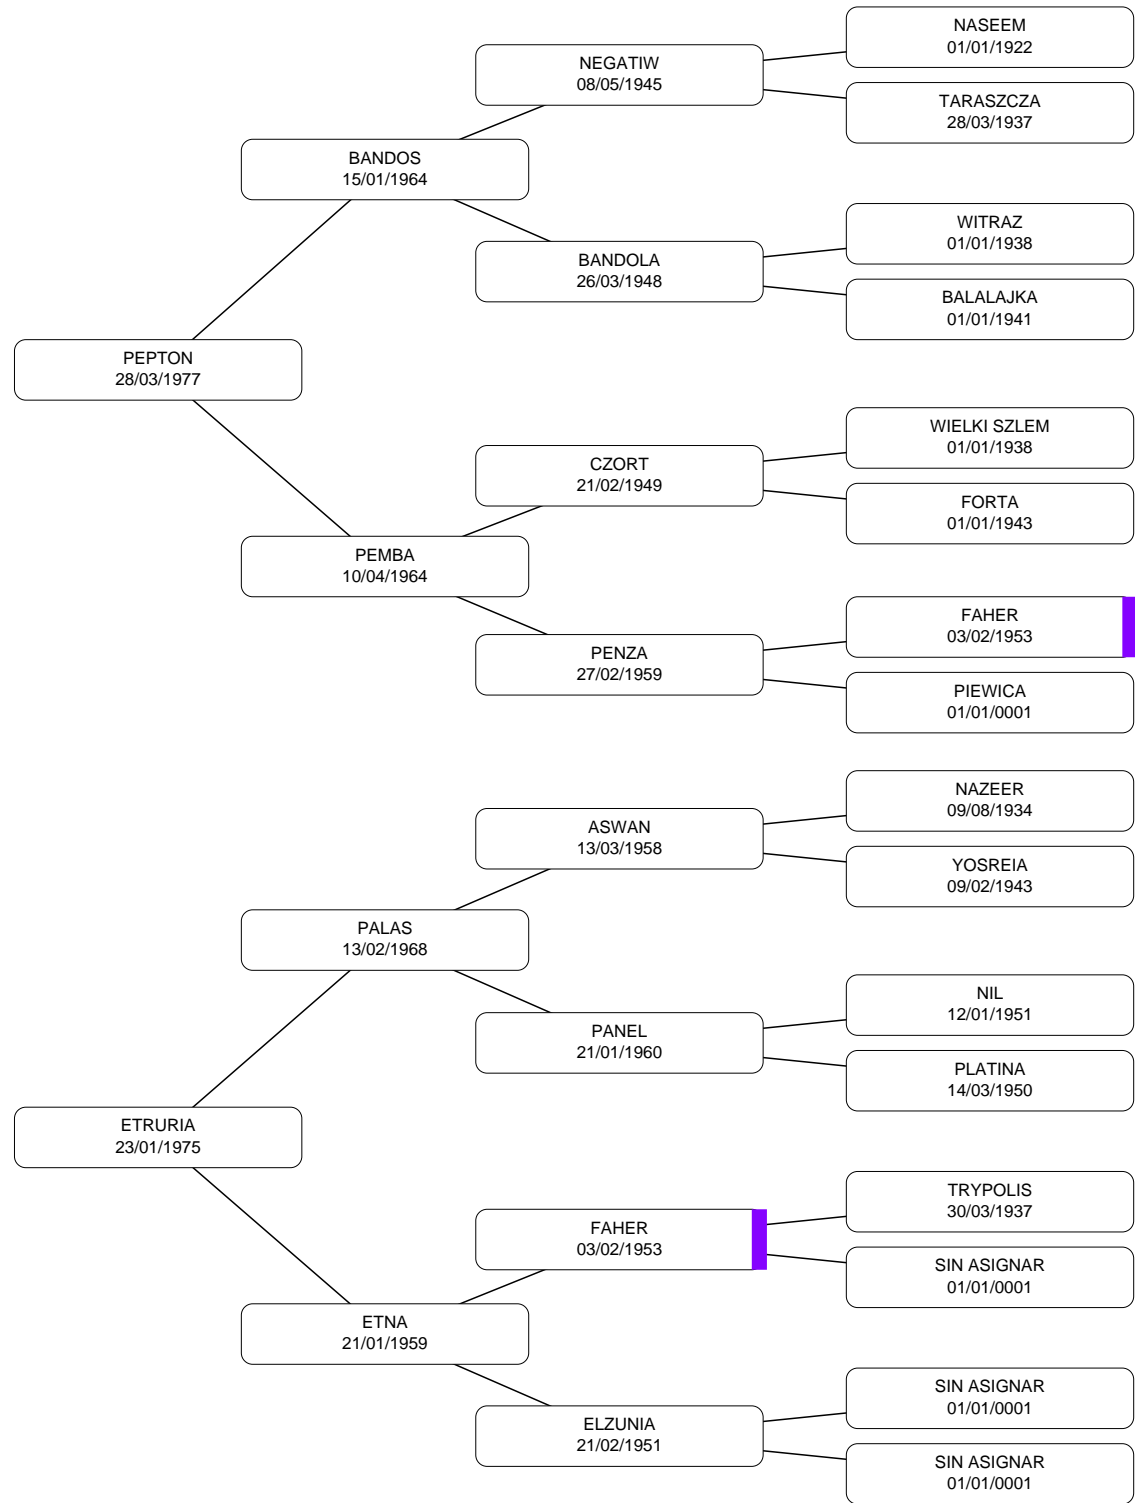 NASEEM
01/01/1922
NEGATIW
08/05/1945
TARASZCZA
28/03/1937
BANDOS
15/01/1964
WITRAZ
01/01/1938
BANDOLA
26/03/1948
BALALAJKA
01/01/1941
PEPTON
28/03/1977
WIELKI SZLEM
01/01/1938
CZORT
21/02/1949
FORTA
01/01/1943
PEMBA
10/04/1964
FAHER
03/02/1953
PENZA
27/02/1959
PIEWICA
01/01/0001
NAZEER
09/08/1934
ASWAN
13/03/1958
YOSREIA
09/02/1943
PALAS
13/02/1968
NIL
12/01/1951
PANEL
21/01/1960
PLATINA
14/03/1950
ETRURIA
23/01/1975
TRYPOLIS
30/03/1937
FAHER
03/02/1953
SIN ASIGNAR
01/01/0001
ETNA
21/01/1959
SIN ASIGNAR
01/01/0001
ELZUNIA
21/02/1951
SIN ASIGNAR
01/01/0001